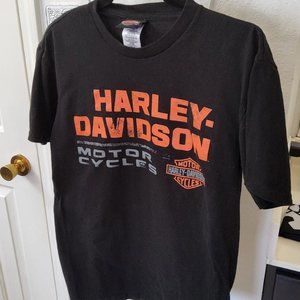 HARLEY-
DAVIDSON
MOTOR
CYCLES
MOTOR
HARLEY-DAVIDSON
CYCLES